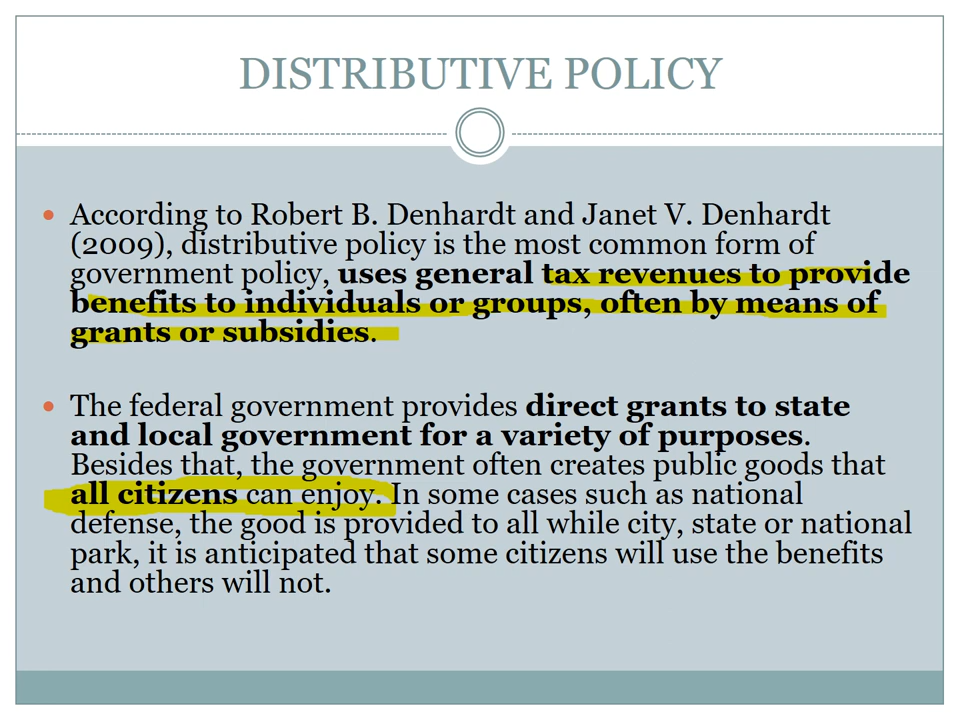 DISTRIBUTIVE POLICY
• According to Robert B. Denhardt and Janet V. Denhardt
(2009), distributive policy is the most common form of
government policy, uses general tax revenues to provide
benefits to individuals or groups, often by means of
grants or subsidies.
• The federal government provides direct grants to state
and local government for a variety of purposes.
Besides that, the government often creates public goods that
all citizens can enjoy. In some cases such as national
defense, the good is provided to all while city, state or national
park, it is anticipated that some citizens will use the benefits
and others will not.